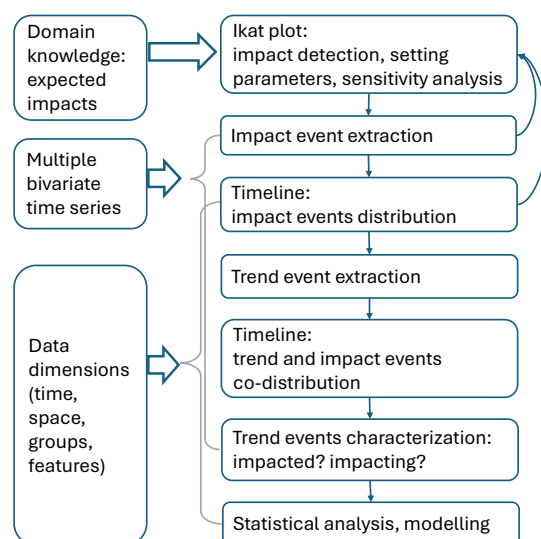 Domain
knowledge:
expected
impacts
Ikat plot:
impact detection, setting
parameters, sensitivity analysis
Impact event extraction
Multiple
bivariate
time series
Timeline:
impact events distribution
Trend event extraction
Data
dimensions
(time,
space,
groups,
features)
Timeline:
trend and impact events
co-distribution
Trend events characterization:
impacted? impacting?
Statistical analysis, modelling